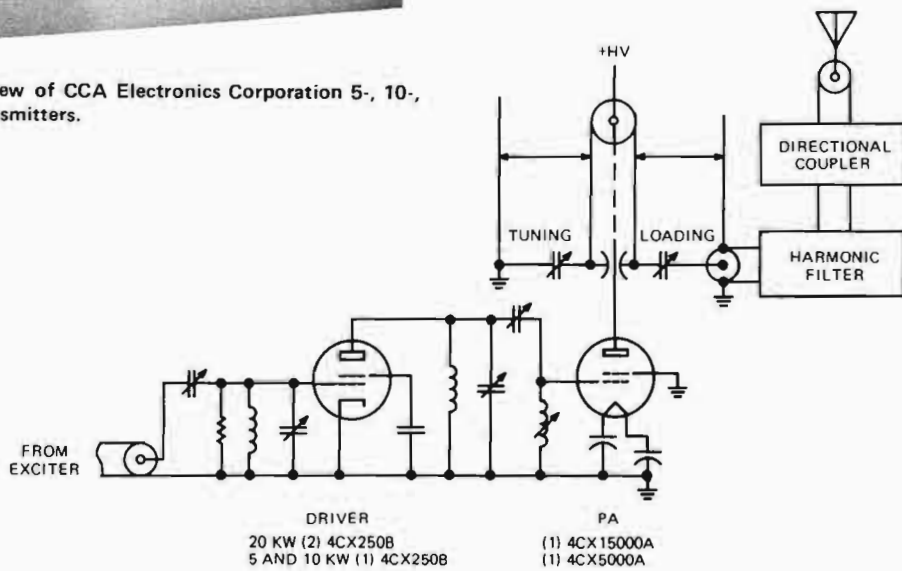 ew of CCA Electronics Corporation 5-, 10-,
smitters.
+HV
TUNING
LOADING
DIRECTIONAL
COUPLER
HARMONIC
FILTER
FROM
EXCITER
DRIVER
20 KW (2) 4CX250B
5 AND 10 KW (1) 4CX250B
PA
(1) 4CX15000A
(1) 4CX5000A